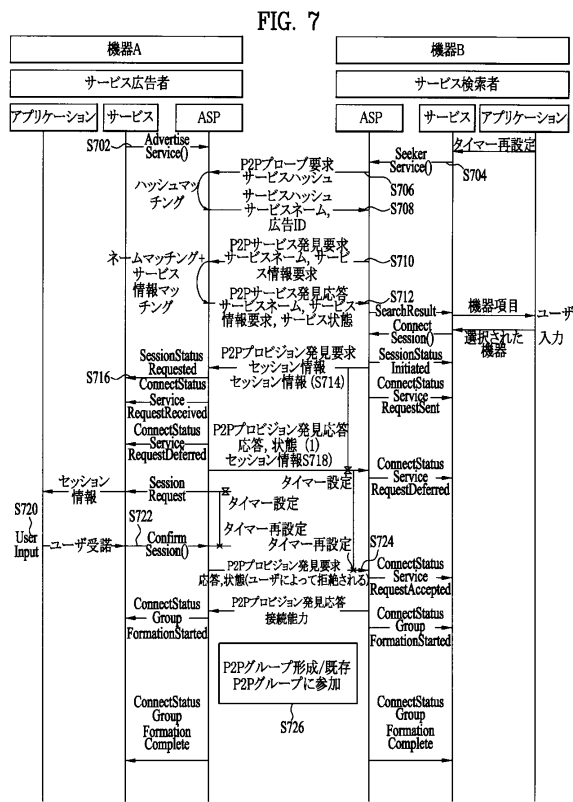 FIG. 7
機器A
機器B
サービス広告者
サービス検索者
アプリケーション
サービス
ASP
ASP
サービス
アプリケーション
S702
Advertise
Service()
タイマー再設定
Seeker
Service()
S704
P2Pプローブ要求
サービスハッシュ
S706
ハッシュマッ
チング
サービスハッシュ
サービスネーム,
広告ID
S708
ネームマッチング+
サービス
情報マッ
チング
P2Pサービス発見要求
サービスネーム, サービ
ス情報要求
S710
P2Pサービス発見応答
サービスネーム, サービス
情報要求, サービス状態
S712
SearchResult
機器項目
ユーザ
入力
Connect
Session()
選択された
機器
SessionStatus
Requested
S716
P2Pプロビジョン発見要求
セッション情報
セッション情報(S714)
SessionStatus
Initiated
ConnectStatus
Service
RequestReceived
ConnectStatus
Service
RequestSent
ConnectStatus
Service
RequestDeferred
P2Pプロビジョン発見応答
応答, 状態 (1)
セッション情報S718)
ConnectStatus
Service
RequestDeferred
タイマー設定
セッション
情報
Session
Request
タイマー設定
S720
User
Input
ユーザ受諾
S722
Confirm
Session()
タイマー再設定
タイマー再設定
S724
P2Pプロビジョン発見要求
応答,状態(ユーザによって拒絶される)
ConnectStatus
Service
RequestAccepted
ConnectStatus
Group
FormationStarted
P2Pプロビジョン発見応答
接続能力
ConnectStatus
Group
FormationStarted
P2Pグループ形成/既存
P2Pグループに参加
S726
ConnectStatus
Group
Formation
Complete
ConnectStatus
Group
Formation
Complete